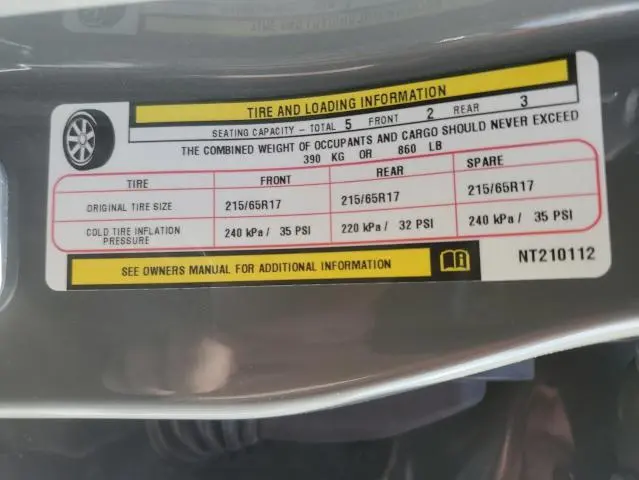 TIRE AND LOADING INFORMATION
SEATING CAPACITY - TOTAL 5 FRONT 2 REAR 3
THE COMBINED WEIGHT OF OCCUPANTS AND CARGO SHOULD NEVER EXCEED
390 KG OR 860 LB
TIRE FRONT REAR SPARE
ORIGINAL TIRE SIZE 215/65R17 215/65R17 215/65R17
COLD TIRE INFLATION PRESSURE 240 kPa / 35 PSI 220 kPa / 32 PSI 240 kPa / 35 PSI
SEE OWNERS MANUAL FOR ADDITIONAL INFORMATION
NT210112